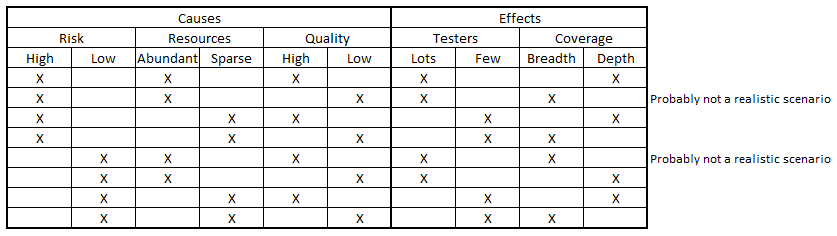 Causes Effects
Risk Resources Quality Testers Coverage
High Low Abundant Sparse High Low Lots Few Breadth Depth
X X X X X
X X X X X Probably not a realistic scenario
X X X X X
X X X X X
X X X X X Probably not a realistic scenario
X X X X X
X X X X X
X X X X X